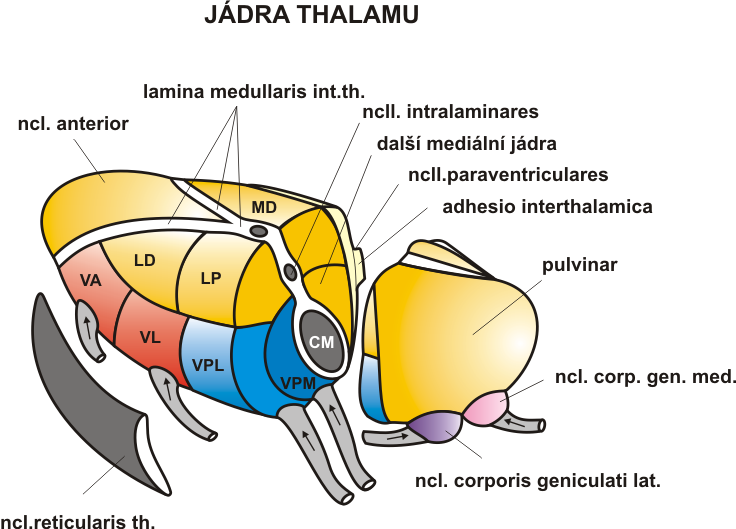 JÁDRA THALAMU
lamina medullaris int.th.
ncll. intralaminares
ncl. anterior
další mediální jádra
ncll.paraventriculares
MD
adhesio interthalamica
LD
pulvinar
VA
LP
VL
CM
VPL
VPM
ncl. corp. gen. med.
ncl. corporis geniculati lat.
ncl.reticularis th.